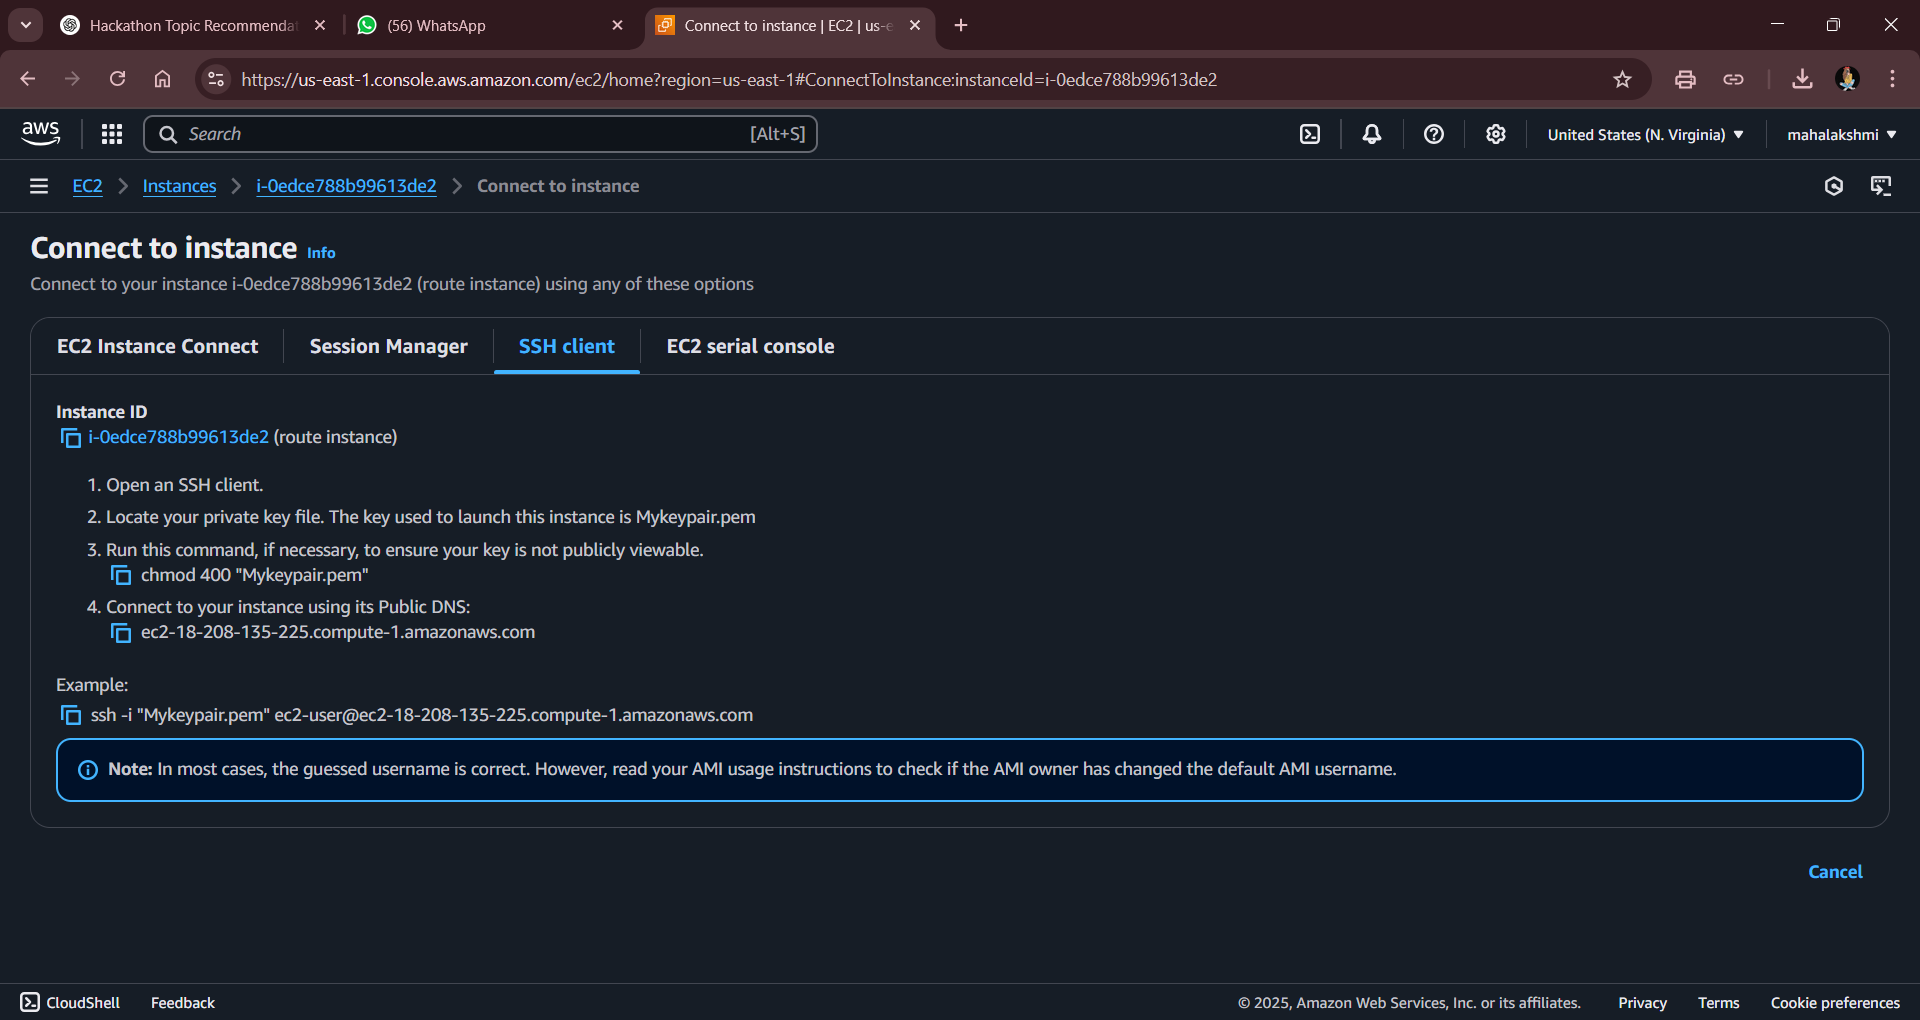 Hackathon Topic Recommendat
(56) WhatsApp
Connect to instance | EC2 | us-e
https://us-east-1.console.aws.amazon.com/ec2/home?region=us-east-1#ConnectToInstance:instanceId=i-0edce788b99613de2
aws
Search
[Alt+S]
United States (N. Virginia)
mahalakshmi
EC2
Instances
i-0edce788b99613de2
Connect to instance
Connect to instance Info
Connect to your instance i-0edce788b99613de2 (route instance) using any of these options
EC2 Instance Connect
Session Manager
SSH client
EC2 serial console
Instance ID
i-0edce788b99613de2 (route instance)
1. Open an SSH client.
2. Locate your private key file. The key used to launch this instance is Mykeypair.pem
3. Run this command, if necessary, to ensure your key is not publicly viewable.
chmod 400 "Mykeypair.pem"
4. Connect to your instance using its Public DNS:
ec2-18-208-135-225.compute-1.amazonaws.com
Example:
ssh -i "Mykeypair.pem" ec2-user@ec2-18-208-135-225.compute-1.amazonaws.com
Note: In most cases, the guessed username is correct. However, read your AMI usage instructions to check if the AMI owner has changed the default AMI username.
Cancel
CloudShell
Feedback
© 2025, Amazon Web Services, Inc. or its affiliates.
Privacy
Terms
Cookie preferences